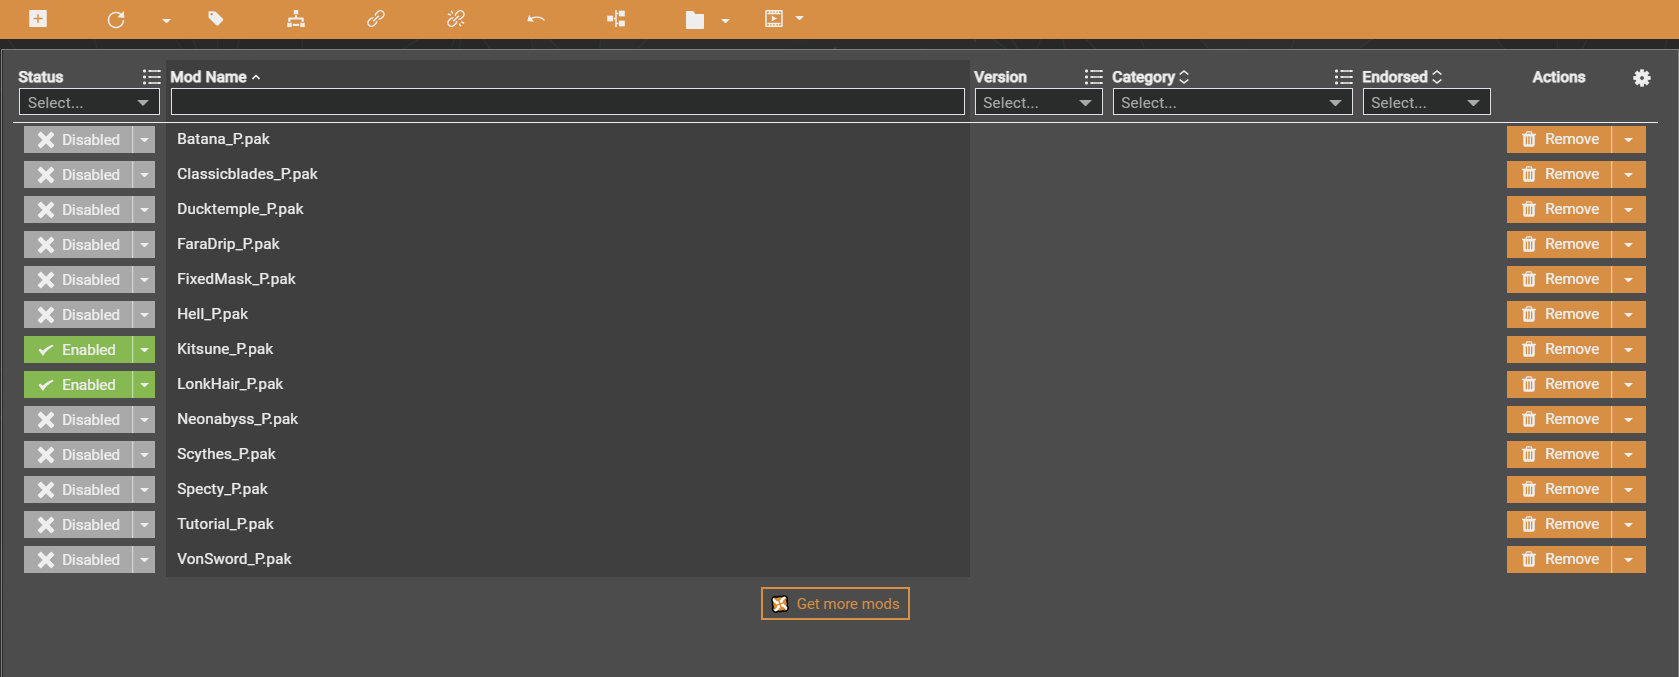 Status Mod Name Version Category Endorsed Actions
Select... Select... Select... Select...
Disabled Batana_P.pak Remove
Disabled Classicblades_P.pak Remove
Disabled Ducktemple_P.pak Remove
Disabled FaraDrip_P.pak Remove
Disabled FixedMask_P.pak Remove
Disabled Hell_P.pak Remove
Enabled Kitsune_P.pak Remove
Enabled LonkHair_P.pak Remove
Disabled Neonabyss_P.pak Remove
Disabled Scythes_P.pak Remove
Disabled Specty_P.pak Remove
Disabled Tutorial_P.pak Remove
Disabled VonSword_P.pak Remove
Get more mods